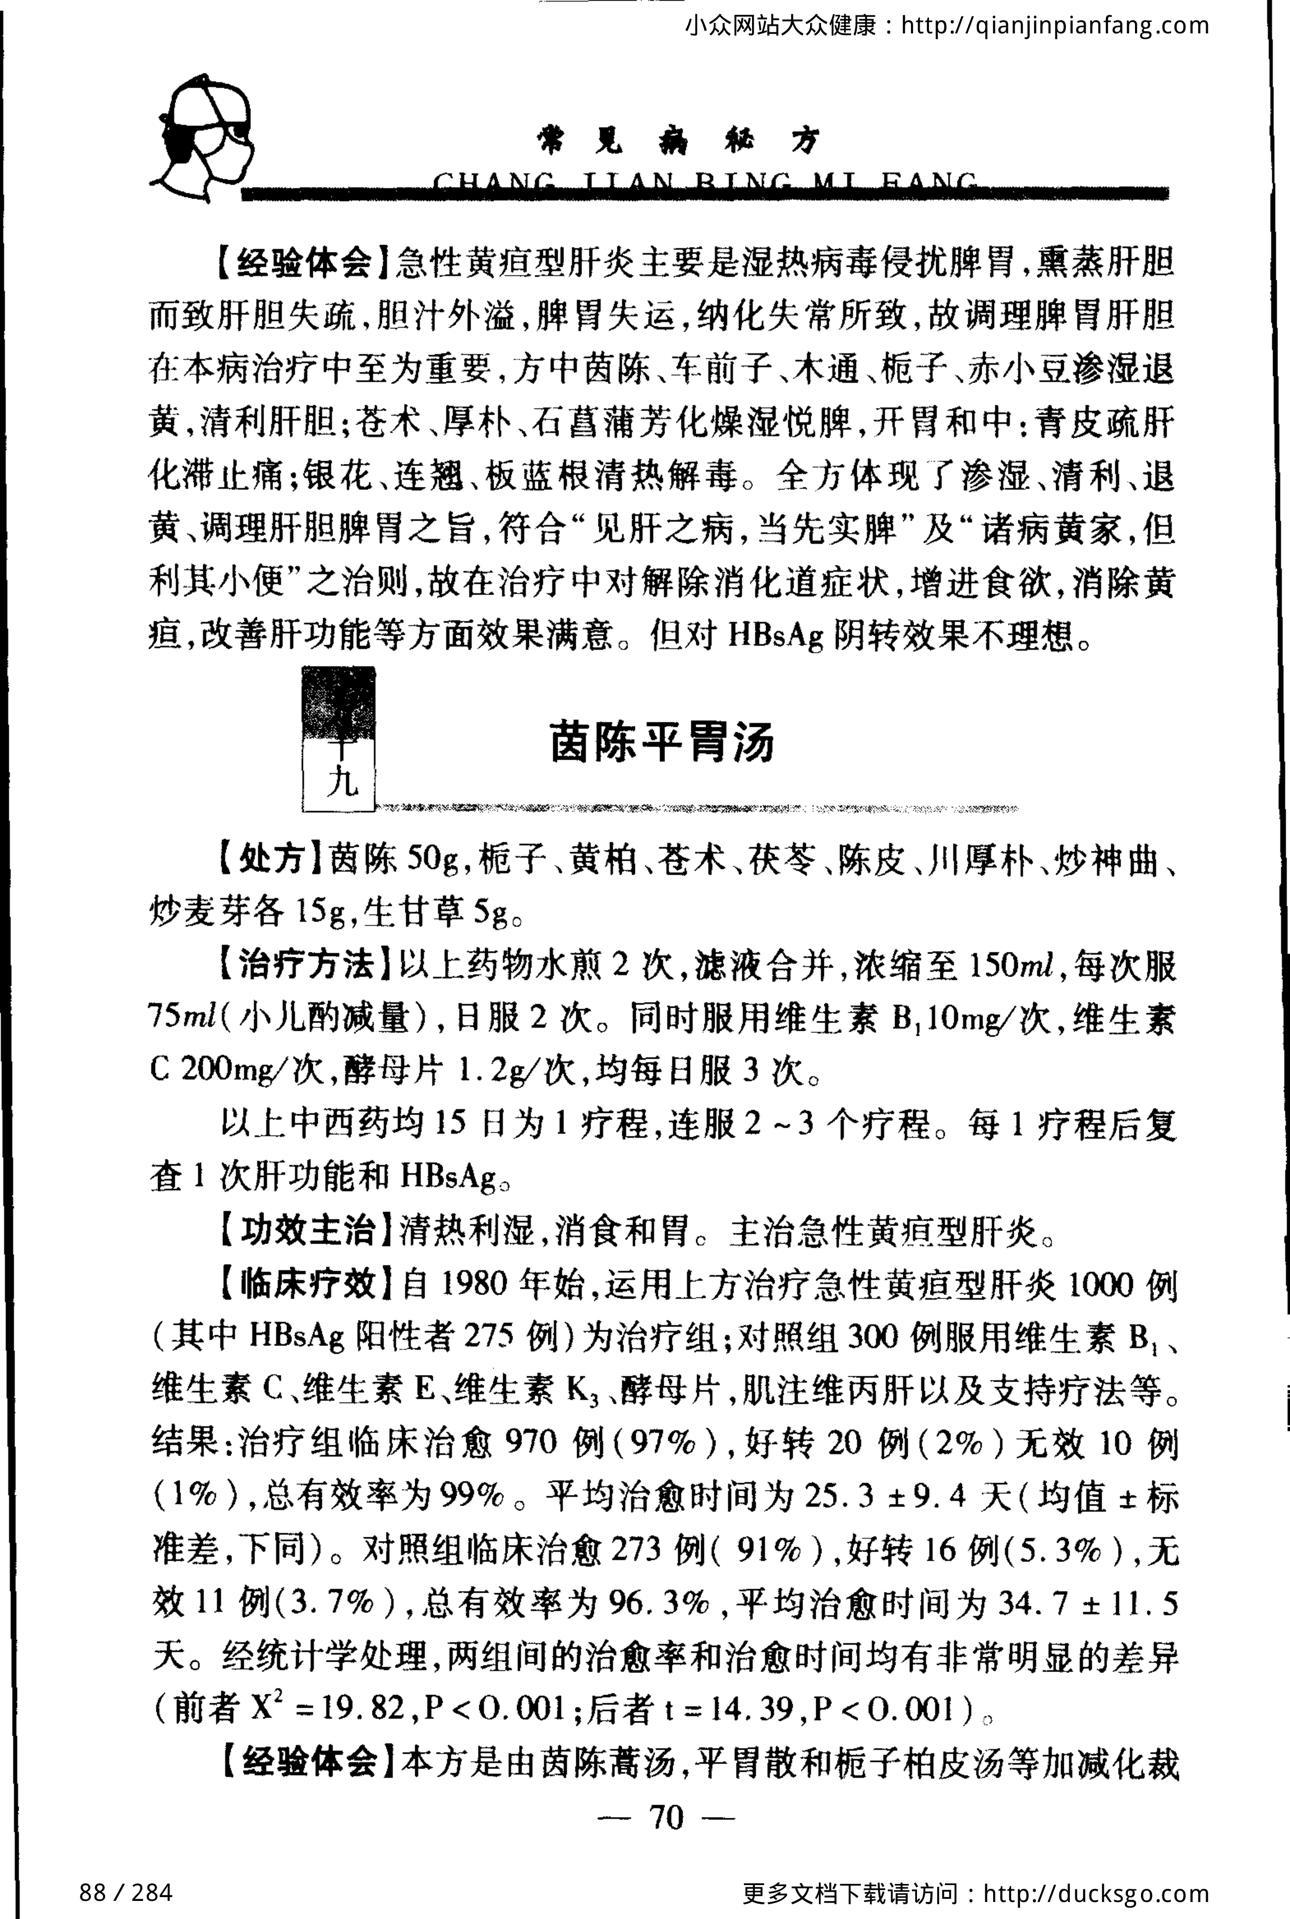 小众网站大众健康：http://qianjinpianfang.com
常见病秘方
CHANG JIAN BING MI FANG
【经验体会】急性黄疸型肝炎主要是湿热病毒侵扰脾胃,熏蒸肝胆
而致肝胆失疏,胆汁外溢,脾胃失运,纳化失常所致,故调理脾胃肝胆
在本病治疗中至为重要,方中茵陈、车前子、木通、栀子、赤小豆渗湿退
黄,清利肝胆;苍术、厚朴、石菖蒲芳化燥湿悦脾,开胃和中:青皮疏肝
化滞止痛;银花、连翘、板蓝根清热解毒。全方体现了渗湿、清利、退
黄、调理肝胆脾胃之旨,符合“见肝之病,当先实脾”及“诸病黄家,但
利其小便”之治则,故在治疗中对解除消化道症状,增进食欲,消除黄
疸,改善肝功能等方面效果满意。但对 HBsAg 阴转效果不理想。
十
九
茵陈平胃汤
【处方】茵陈 50g,栀子、黄柏、苍术、茯苓、陈皮、川厚朴、炒神曲、
炒麦芽各 15g,生甘草 5g。
【治疗方法】以上药物水煎 2 次,滤液合并,浓缩至 150ml,每次服
75ml(小儿酌减量),日服 2 次。同时服用维生素 B₁10mg/次,维生素
C 200mg/次,酵母片 1.2g/次,均每日服 3 次。
以上中西药均 15 日为 1 疗程,连服 2～3 个疗程。每 1 疗程后复
查 1 次肝功能和 HBsAg。
【功效主治】清热利湿,消食和胃。主治急性黄疸型肝炎。
【临床疗效】自 1980 年始,运用上方治疗急性黄疸型肝炎 1000 例
(其中 HBsAg 阳性者 275 例)为治疗组;对照组 300 例服用维生素 B₁、
维生素 C、维生素 E、维生素 K₃、酵母片,肌注维丙肝以及支持疗法等。
结果:治疗组临床治愈 970 例(97%),好转 20 例(2%)无效 10 例
(1%),总有效率为 99%。平均治愈时间为 25.3 ±9.4 天(均值 ± 标
准差,下同)。对照组临床治愈 273 例( 91%),好转 16 例(5.3%),无
效 11 例(3.7%),总有效率为 96.3%,平均治愈时间为 34.7 ± 11.5
天。经统计学处理,两组间的治愈率和治愈时间均有非常明显的差异
(前者 X² =19.82,P<O.001;后者 t=14.39,P<O.001)。
【经验体会】本方是由茵陈蒿汤,平胃散和栀子柏皮汤等加减化裁
— 70 —
88 / 284
更多文档下载请访问：http://ducksgo.com